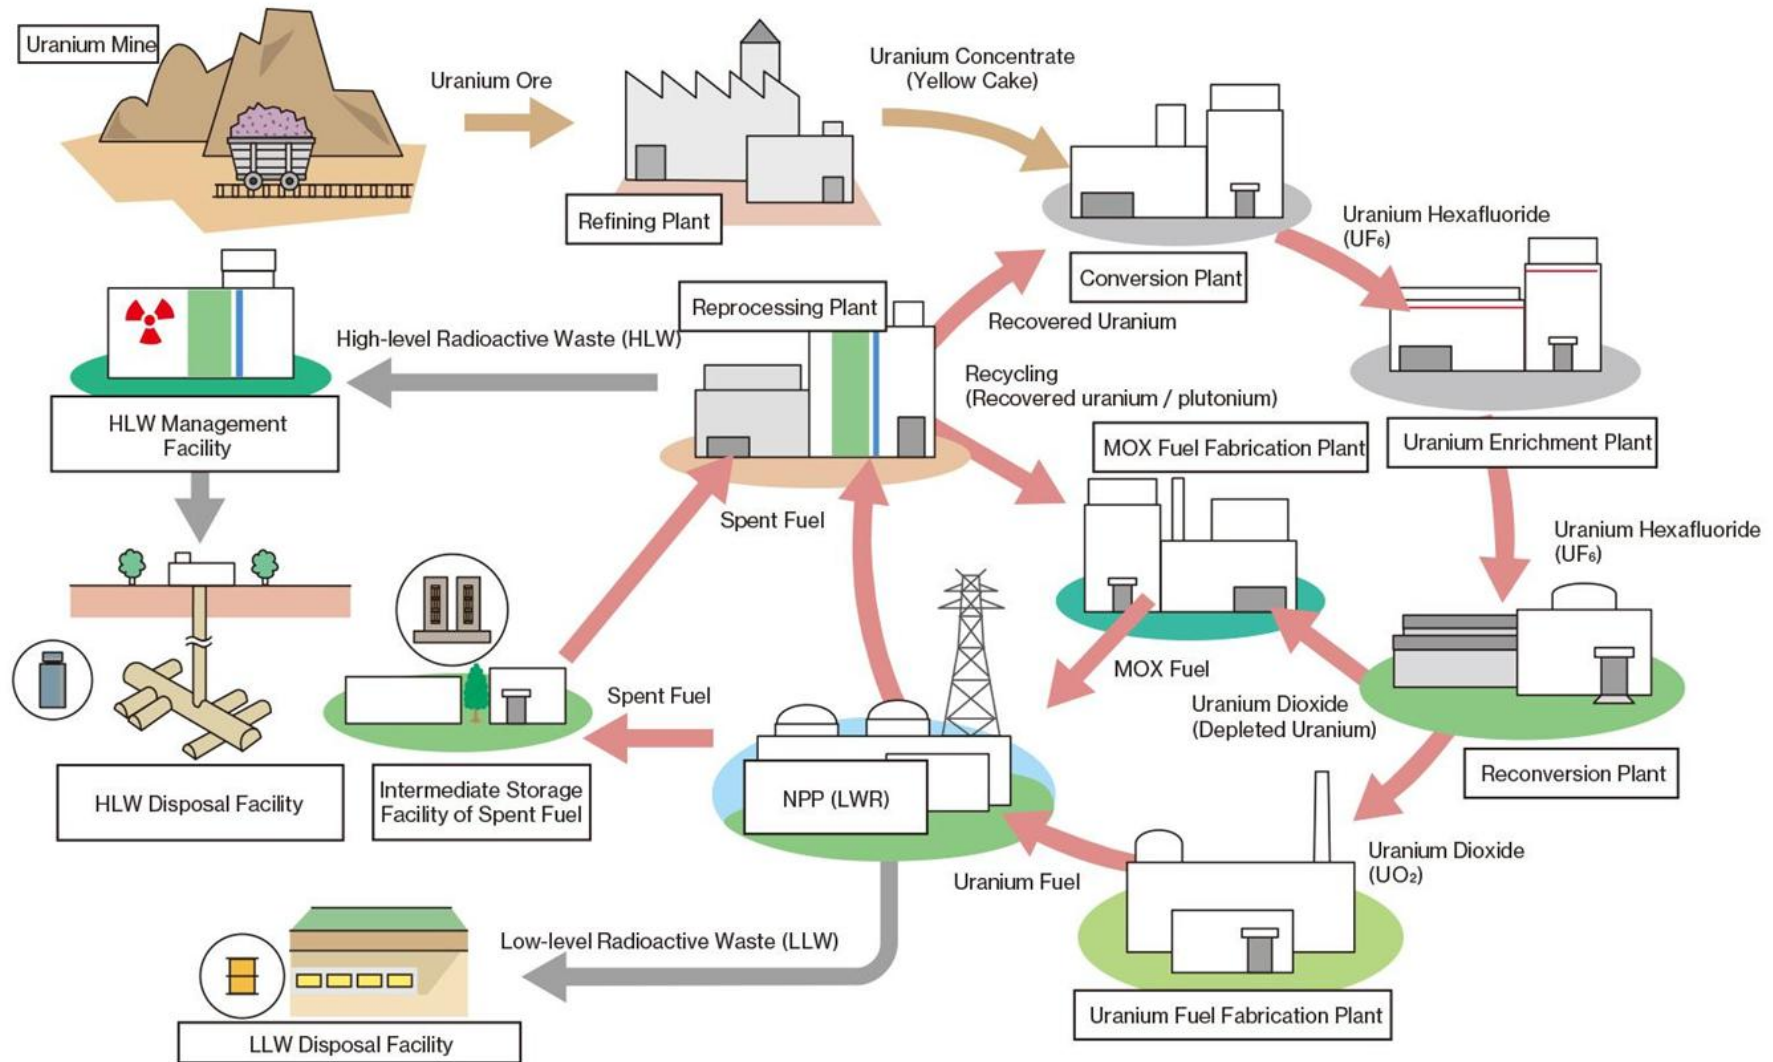 Uranium Mine
Uranium Ore
Refining Plant
Uranium Concentrate
(Yellow Cake)
Conversion Plant
Uranium Hexafluoride
(UF₆)
Uranium Enrichment Plant
Reprocessing Plant
Recovered Uranium
High-level Radioactive Waste (HLW)
HLW Management
Facility
Recycling
(Recovered uranium / plutonium)
MOX Fuel Fabrication Plant
Spent Fuel
Uranium Hexafluoride
(UF₆)
MOX Fuel
Uranium Dioxide
(Depleted Uranium)
Reconversion Plant
Spent Fuel
HLW Disposal Facility
Intermediate Storage
Facility of Spent Fuel
NPP (LWR)
Uranium Fuel
Uranium Dioxide
(UO₂)
Low-level Radioactive Waste (LLW)
Uranium Fuel Fabrication Plant
LLW Disposal Facility